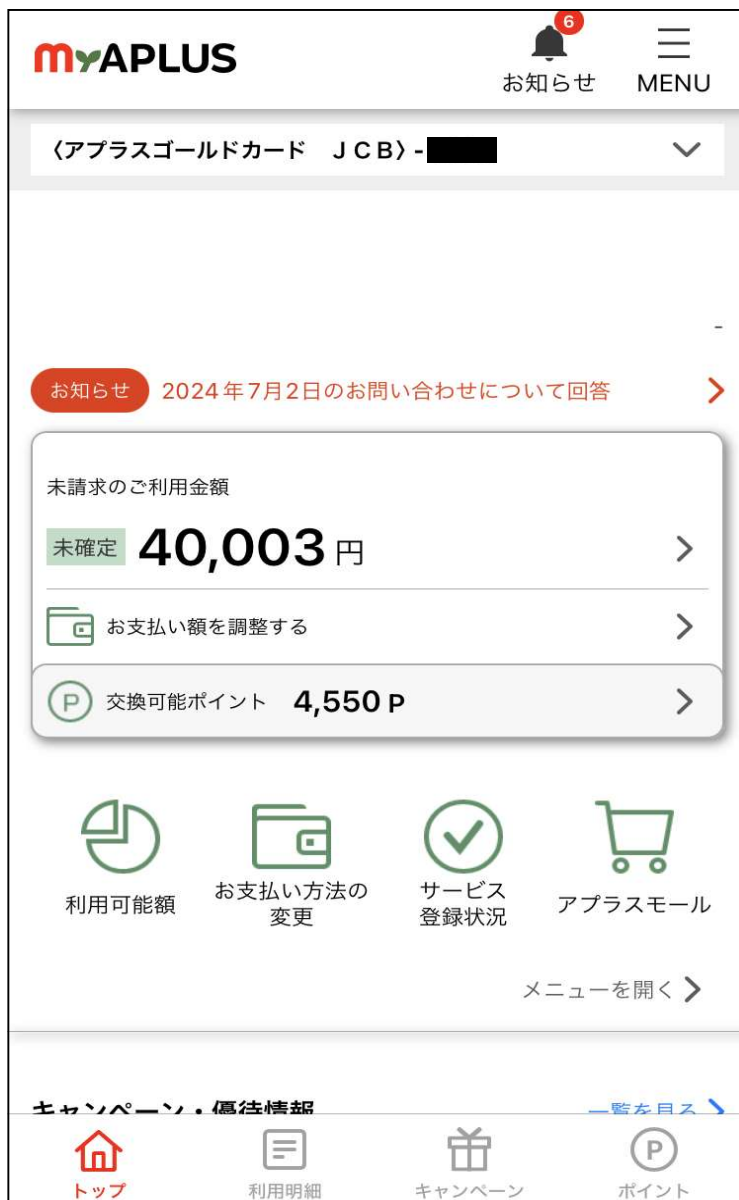 MyAPLUS
6
お知らせ
MENU
〈アプラスゴールドカード　ＪＣＢ〉-
-
お知らせ 2024年7月2日のお問い合わせについて回答
未請求のご利用金額
未確定 40,003円
お支払い額を調整する
P 交換可能ポイント 4,550 P
利用可能額
お支払い方法の
変更
サービス
登録状況
アプラスモール
メニューを開く
キャンペーン・優待情報
一覧を見る
トップ
利用明細
キャンペーン
P
ポイント